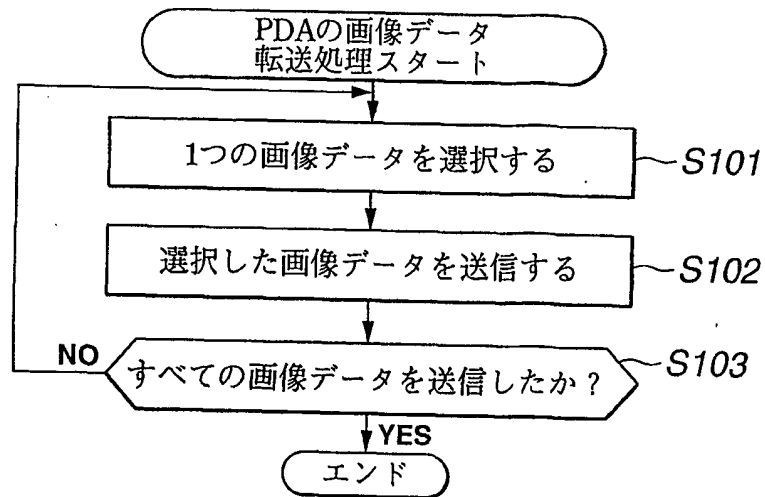 PDAの画像データ
転送処理スタート
1つの画像データを選択する
S101
選択した画像データを送信する
S102
すべての画像データを送信したか？
S103
NO
YES
エンド